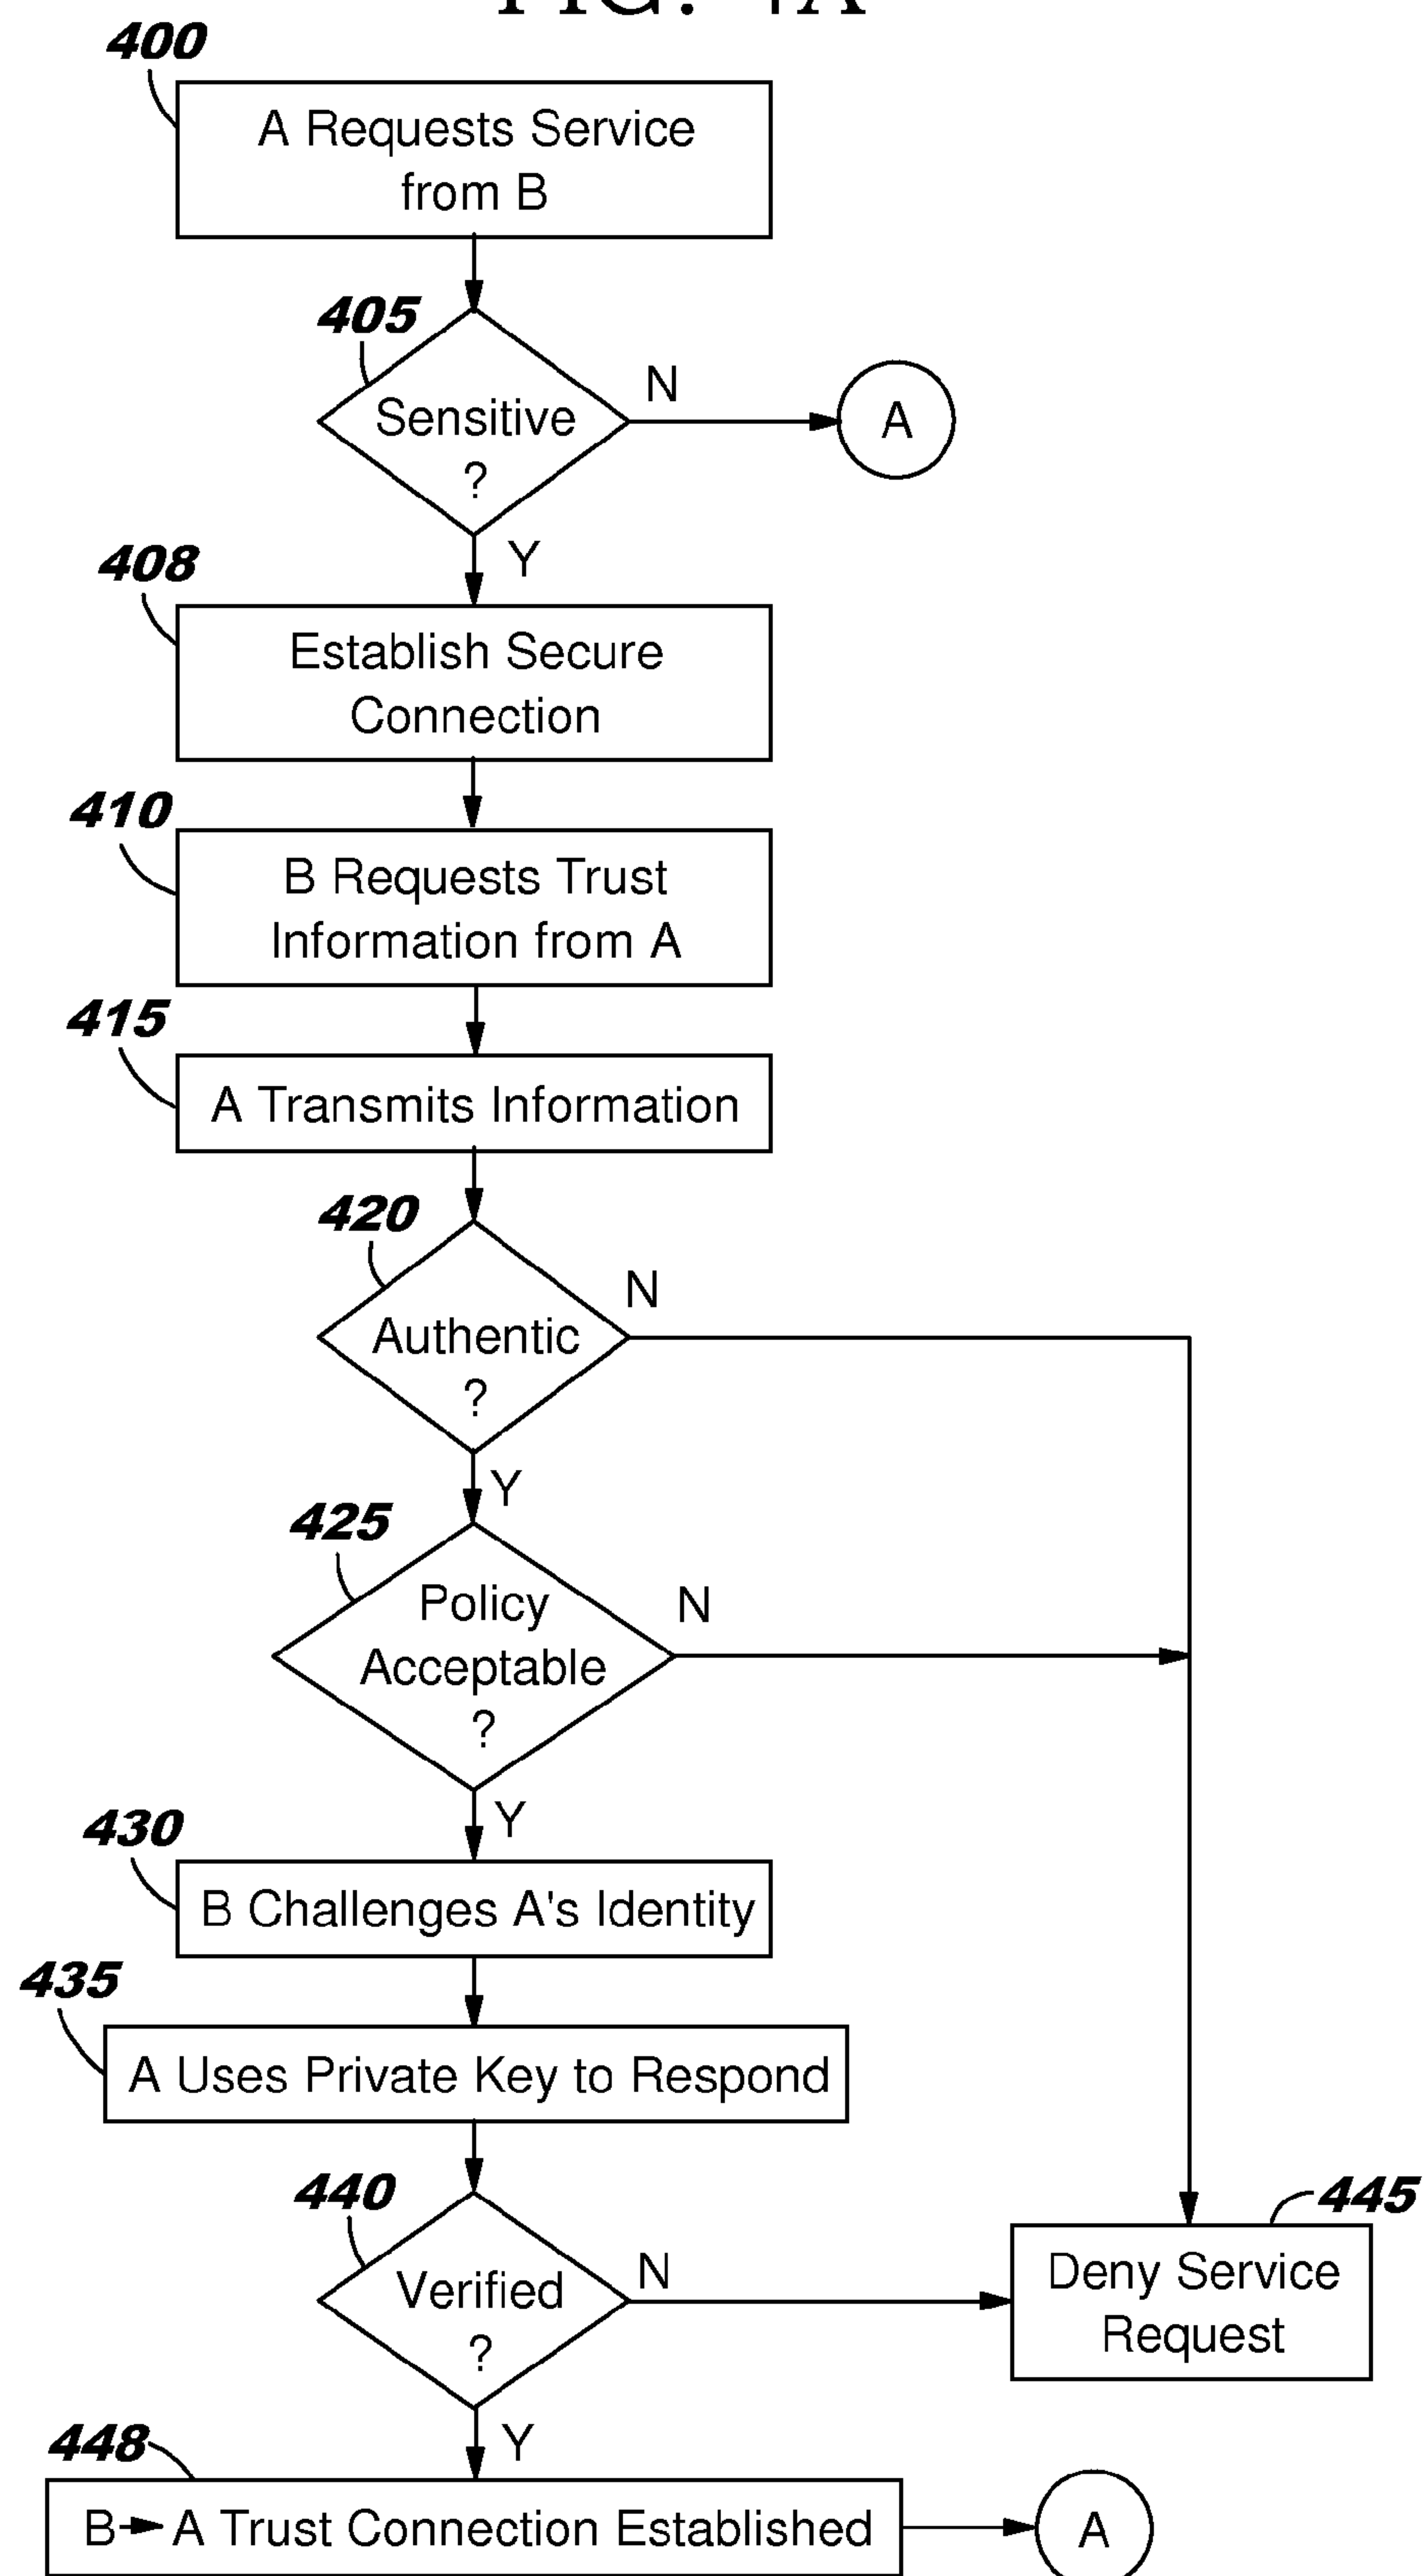 FIG. 4A
400
A Requests Service
from B
405
Sensitive
?
N
A
Y
408
Establish Secure
Connection
410
B Requests Trust
Information from A
415
A Transmits Information
420
Authentic
?
N
Y
425
Policy
Acceptable
?
N
Y
430
B Challenges A's Identity
435
A Uses Private Key to Respond
440
Verified
?
N
445
Deny Service
Request
Y
448
B→A Trust Connection Established
A